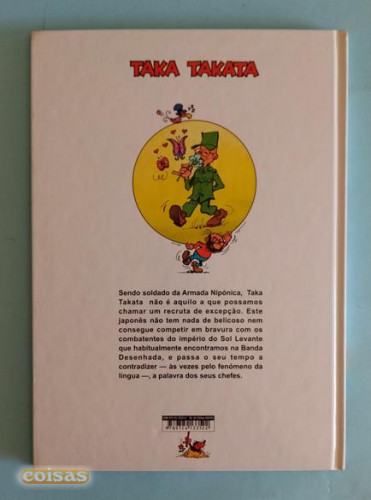 TAKA TAKATA
Sendo soldado da Armada Nipónica, Taka
Takata não é aquilo a que possamos
chamar um recruta de excepção. Este
japonês não tem nada de belicoso nem
consegue competir em bravura com os
combatentes do império do Sol Levante
que habitualmente encontramos na Banda
Desenhada, e passa o seu tempo a
contradizer — às vezes pelo fenómeno da
língua —, a palavra dos seus chefes.
coisas